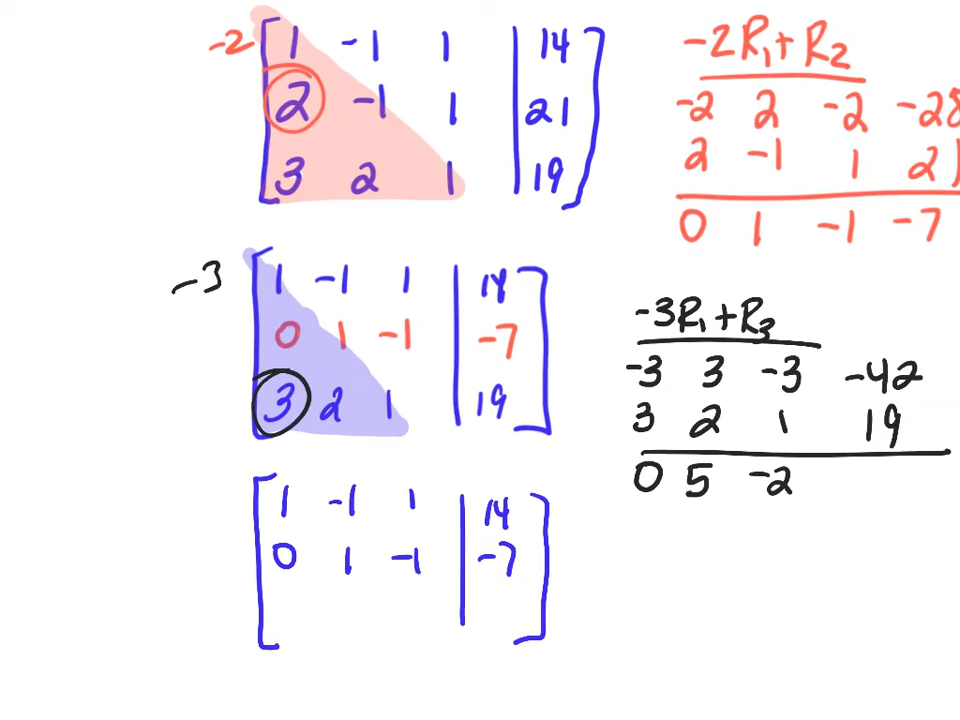 -2 [ 1 -1 1 | 14 ]
2 -1 1 | 21
3 2 1 | 19
-2R₁+R₂
-2 2 -2 -28
2 -1 1 21
0 1 -1 -7
-3 [ 1 -1 1 | 14 ]
0 1 -1 | -7
3 2 1 | 19
-3R₁+R₃
-3 3 -3 -42
3 2 1 19
0 5 -2
[ 1 -1 1 | 14 ]
0 1 -1 | -7